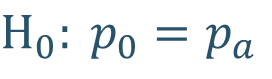 H₀: p₀ = pₐ